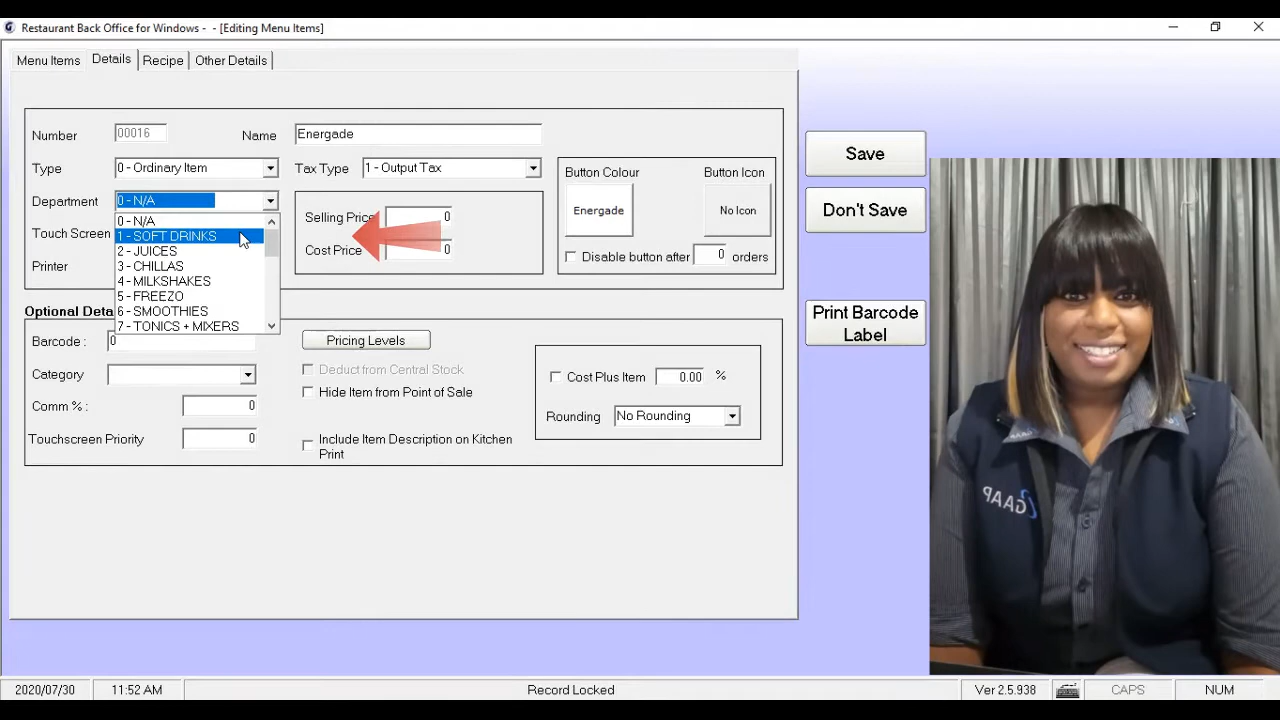 Restaurant Back Office for Windows - - [Editing Menu Items]
Menu Items Details Recipe Other Details
Number 00016 Name Energade
Type 0 - Ordinary Item Tax Type 1 - Output Tax
Button Colour Button Icon
Energade No Icon
Disable button after 0 orders
Department 0 - N/A
0 - N/A
1 - SOFT DRINKS
2 - JUICES
3 - CHILLAS
4 - MILKSHAKES
5 - FREEZO
6 - SMOOTHIES
7 - TONICS + MIXERS
Touch Screen
Printer
Selling Price 0
Cost Price 0
Save
Don't Save
Print Barcode
Label
Optional Deta
Barcode : 0
Category
Comm % : 0
Touchscreen Priority 0
Pricing Levels
Deduct from Central Stock
Hide Item from Point of Sale
Include Item Description on Kitchen
Print
Cost Plus Item 0.00 %
Rounding No Rounding
GAAP
2020/07/30 11:52 AM Record Locked Ver 2.5.938 CAPS NUM